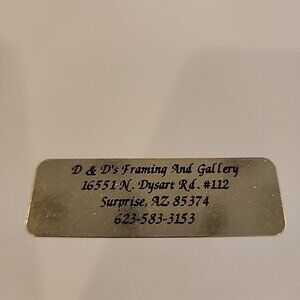 D & D's Framing And Gallery
16551 N. Dysart Rd. #112
Surprise, AZ 85374
623-583-3153